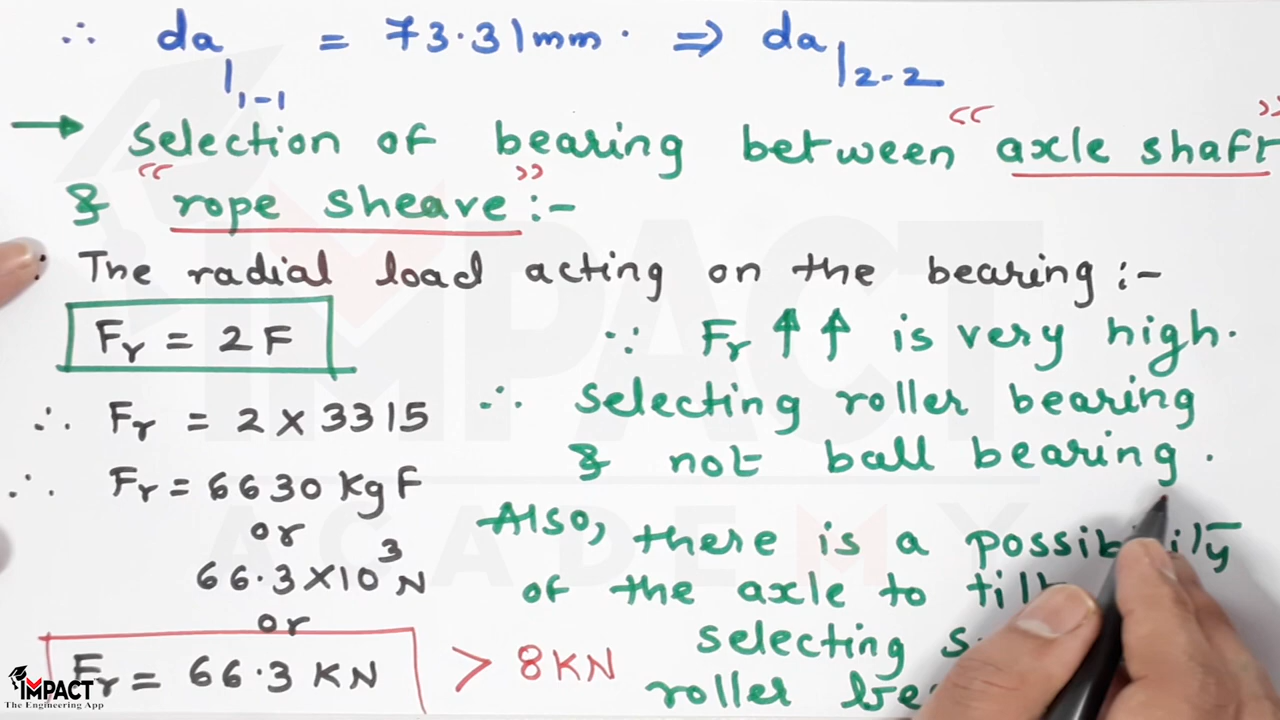 ∴ da|1-1 = 73.31mm. ⇒ da|2-2
→ Selection of bearing between "axle shaft"
& "rope sheave" :-
The radial load acting on the bearing :-
Fr = 2F
∵ Fr ↑↑ is very high.
∴ Fr = 2 × 3315
∴ selecting roller bearing
& not ball bearing.
∴ Fr = 6630 KgF
or
66.3×10³ N
or
Fr = 66.3 KN > 8KN
Also, there is a
of the axle to
selecting
roller
IMPACT ACADEMY
IMPACT
The Engineering App